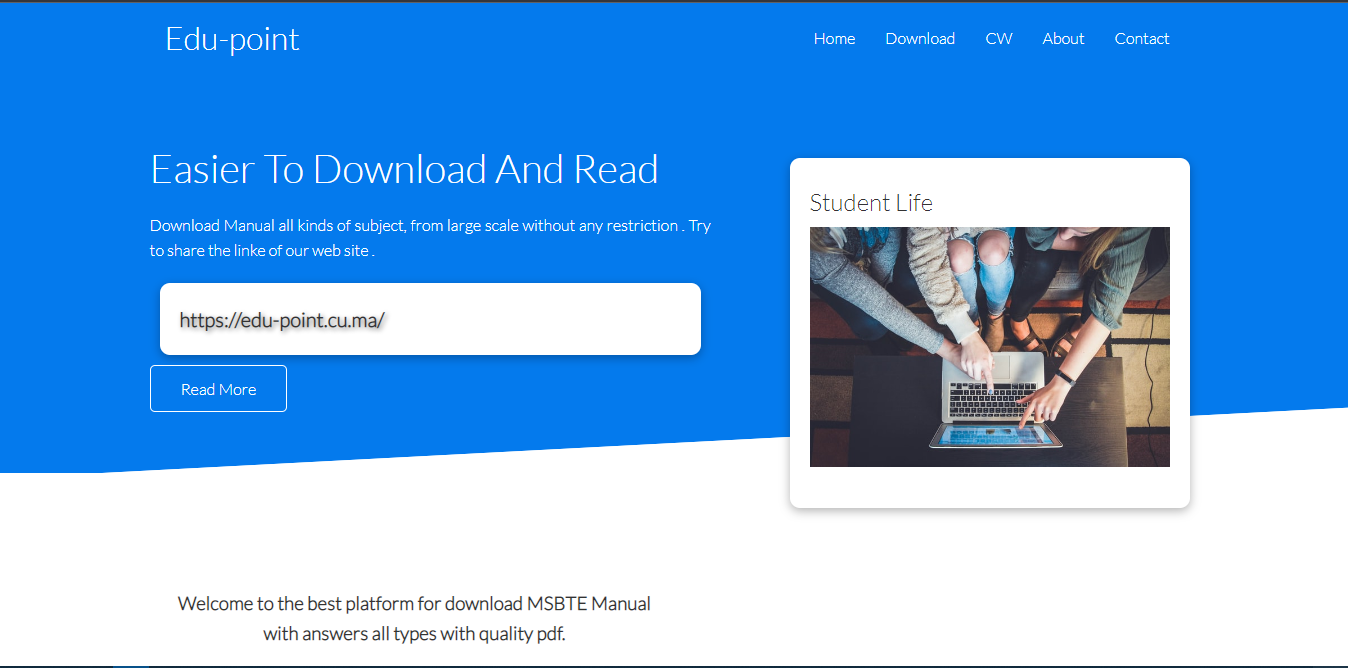 Edu-point
Home Download CW About Contact
Easier To Download And Read
Download Manual all kinds of subject, from large scale without any restriction . Try
to share the linke of our web site .
https://edu-point.cu.ma/
Read More
Student Life
Welcome to the best platform for download MSBTE Manual
with answers all types with quality pdf.